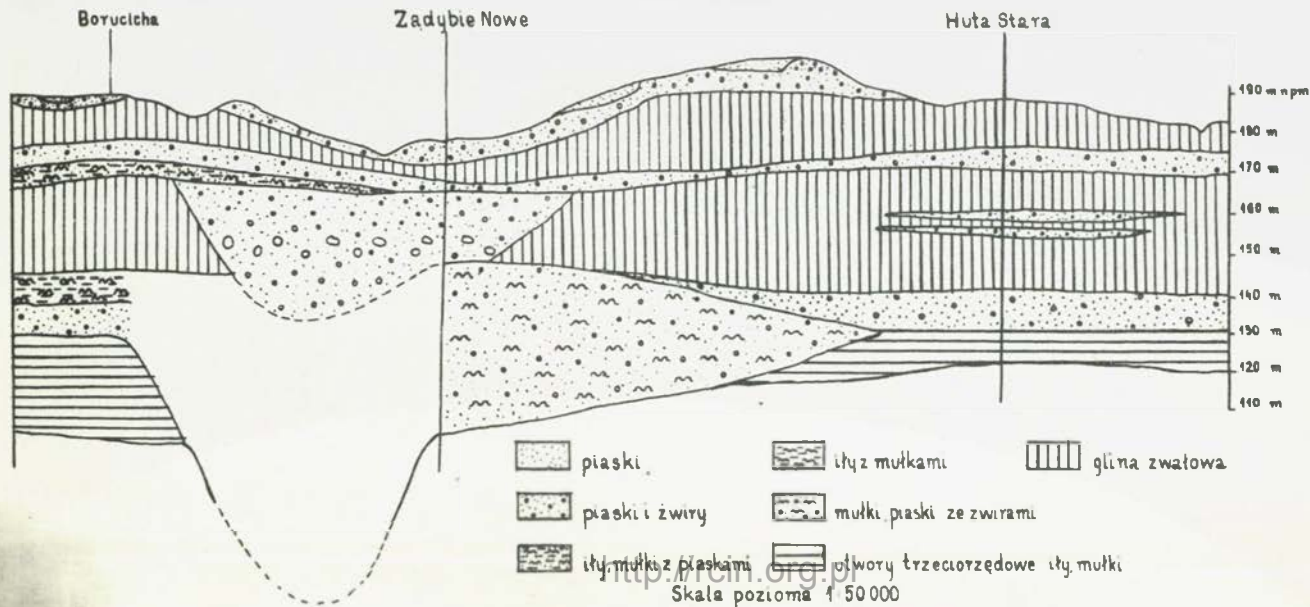 Borucicha
Zadybie Nowe
Huta Stara
190 m npm
180 m
170 m
160 m
150 m
140 m
130 m
120 m
110 m
piaski
iły z mułkami
glina zwałowa
piaski i żwiry
mułki piaski ze zwirami
iły, mułki z piaskami
utwory trzeciorzędowe iły, mułki
http://rcin.org.pl
Skala pozioma 1 50 000